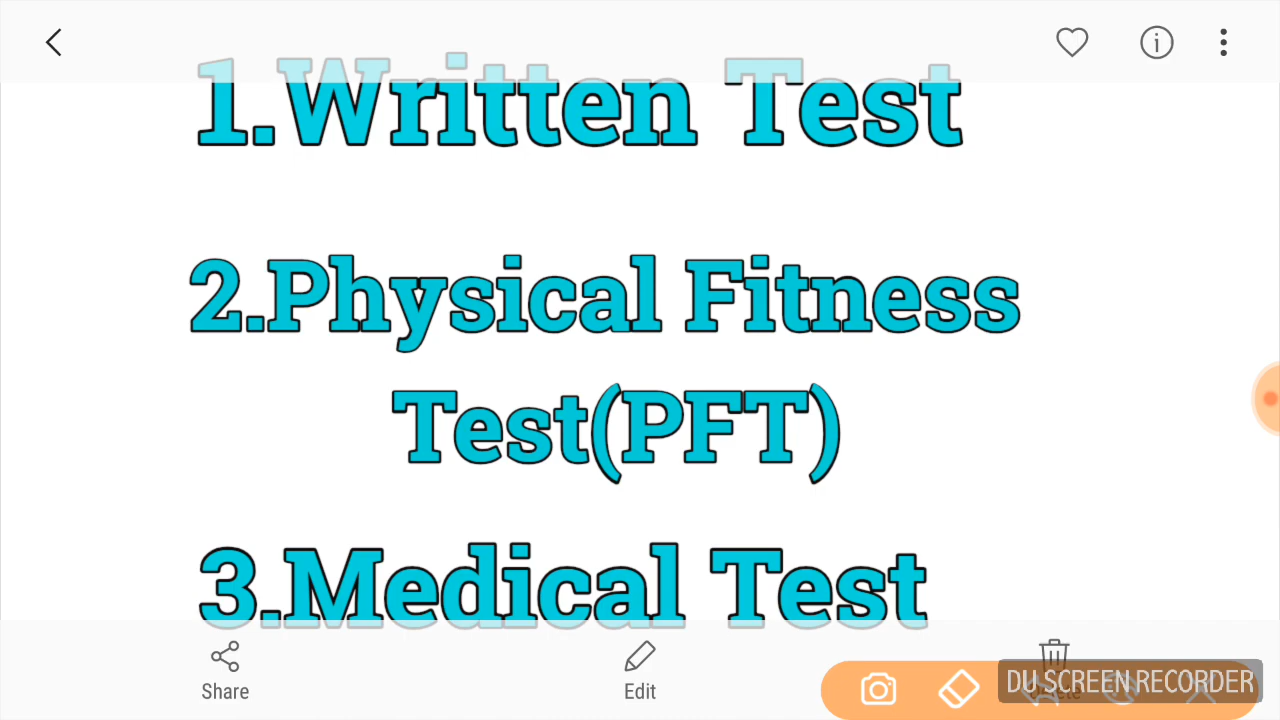 1.Written Test
2.Physical Fitness
Test(PFT)
3.Medical Test
Share
Edit
DU SCREEN RECORDER